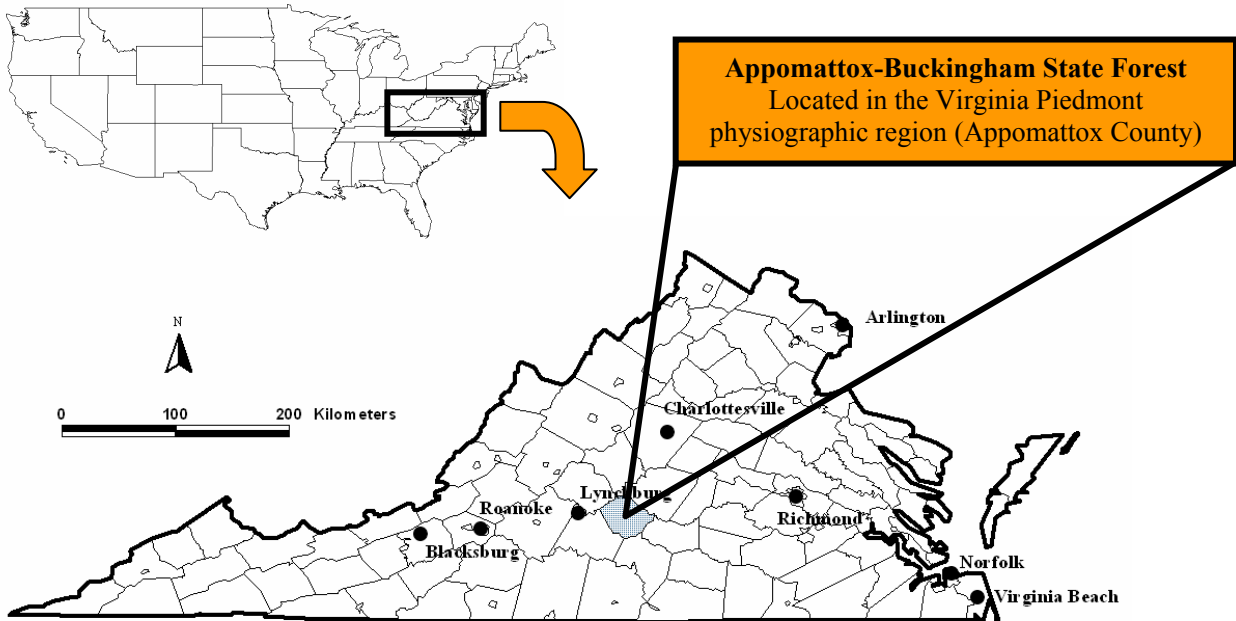 Appomattox-Buckingham State Forest
Located in the Virginia Piedmont
physiographic region (Appomattox County)
N
0 100 200 Kilometers
Arlington
Charlottesville
Lynchburg
Roanoke
Richmond
Blacksburg
Norfolk
Virginia Beach